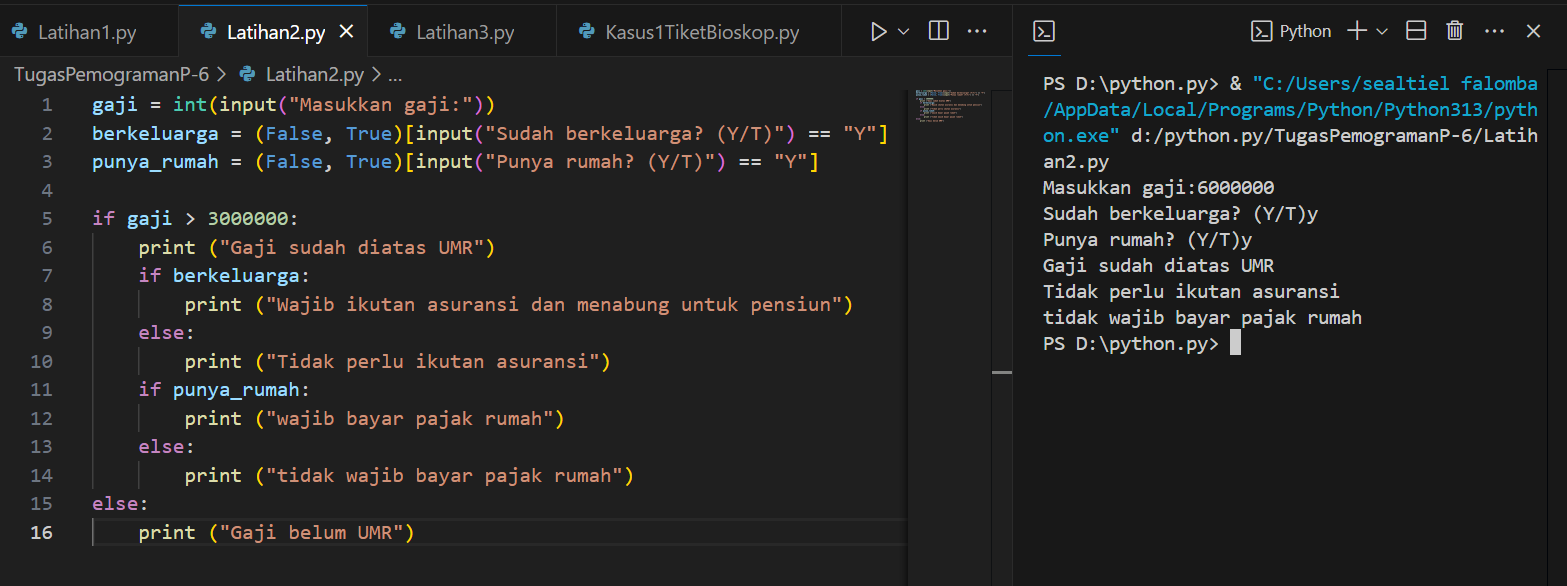 Latihan1.py
Latihan2.py
Latihan3.py
Kasus1TiketBioskop.py
TugasPemogramanP-6 > Latihan2.py > ...
1 gaji = int(input("Masukkan gaji:"))
2 berkeluarga = (False, True)[input("Sudah berkeluarga? (Y/T)") == "Y"]
3 punya_rumah = (False, True)[input("Punya rumah? (Y/T)") == "Y"]
4
5 if gaji > 3000000:
6     print ("Gaji sudah diatas UMR")
7     if berkeluarga:
8         print ("Wajib ikutan asuransi dan menabung untuk pensiun")
9     else:
10         print ("Tidak perlu ikutan asuransi")
11     if punya_rumah:
12         print ("wajib bayar pajak rumah")
13     else:
14         print ("tidak wajib bayar pajak rumah")
15 else:
16     print ("Gaji belum UMR")
Python
PS D:\python.py> & "C:/Users/sealtiel falomba
/AppData/Local/Programs/Python/Python313/pyth
on.exe" d:/python.py/TugasPemogramanP-6/Latih
an2.py
Masukkan gaji:6000000
Sudah berkeluarga? (Y/T)y
Punya rumah? (Y/T)y
Gaji sudah diatas UMR
Tidak perlu ikutan asuransi
tidak wajib bayar pajak rumah
PS D:\python.py>